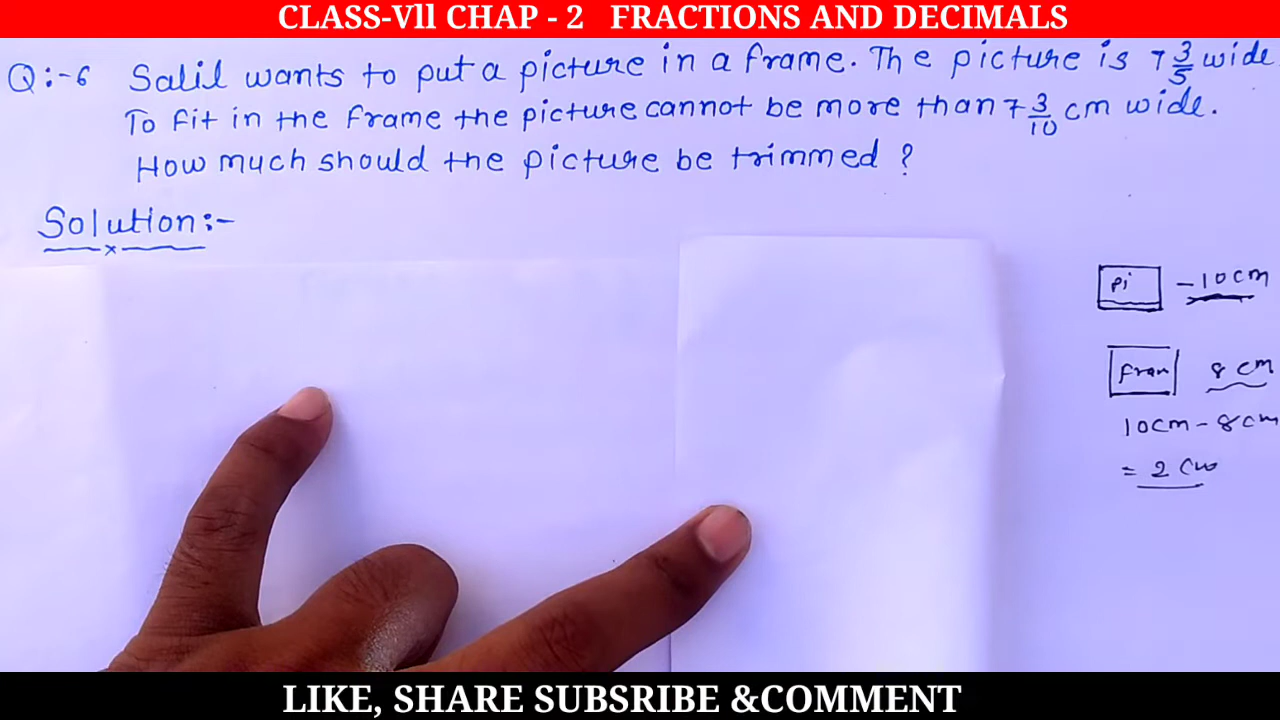 CLASS-Vll CHAP - 2 FRACTIONS AND DECIMALS
Q:-6 Salil wants to put a picture in a frame. The picture is 7 3/5 wide.
To fit in the frame the picture cannot be more than 7 3/10 cm wide.
How much should the picture be trimmed ?
Solution:-
Pi - 10cm
fram 8 cm
10cm - 8cm
= 2 cm
LIKE, SHARE SUBSRIBE &COMMENT